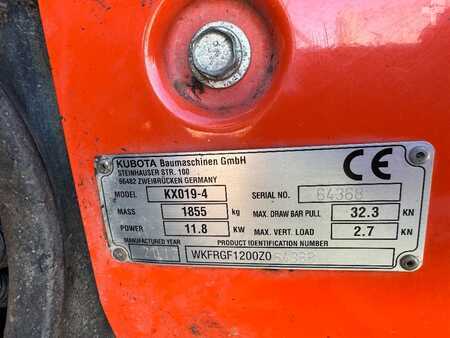 KUBOTA Baumaschinen GmbH
STEINHAUSER STR. 100
66482 ZWEIBRÜCKEN GERMANY
CE
MODEL KX019-4 SERIAL NO. 64368
MASS 1855 kg MAX. DRAW BAR PULL 32.3 KN
POWER 11.8 KW MAX. VERT. LOAD 2.7 KN
MANUFACTURED YEAR PRODUCT IDENTIFICATION NUMBER
WKFRGF1200Z064368